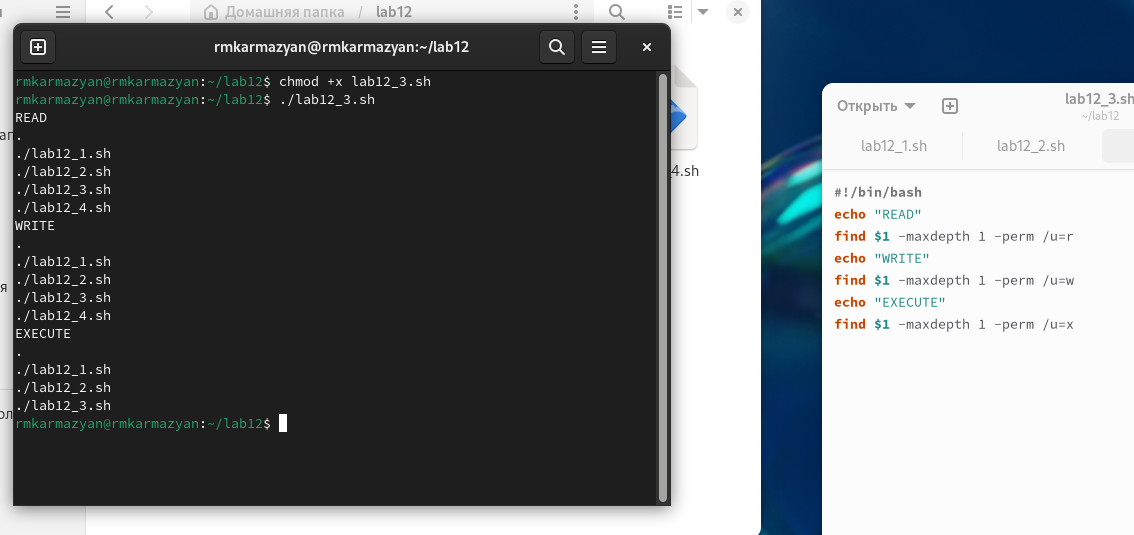 Домашняя папка / lab12
rmkarmazyan@rmkarmazyan:~/lab12
rmkarmazyan@rmkarmazyan:~/lab12$ chmod +x lab12_3.sh
rmkarmazyan@rmkarmazyan:~/lab12$ ./lab12_3.sh
READ
.
./lab12_1.sh
./lab12_2.sh
./lab12_3.sh
./lab12_4.sh
WRITE
.
./lab12_1.sh
./lab12_2.sh
./lab12_3.sh
./lab12_4.sh
EXECUTE
.
./lab12_1.sh
./lab12_2.sh
./lab12_3.sh
rmkarmazyan@rmkarmazyan:~/lab12$
_4.sh
Открыть
lab12_3.sh
~/lab12
lab12_1.sh
lab12_2.sh
#!/bin/bash
echo "READ"
find $1 -maxdepth 1 -perm /u=r
echo "WRITE"
find $1 -maxdepth 1 -perm /u=w
echo "EXECUTE"
find $1 -maxdepth 1 -perm /u=x